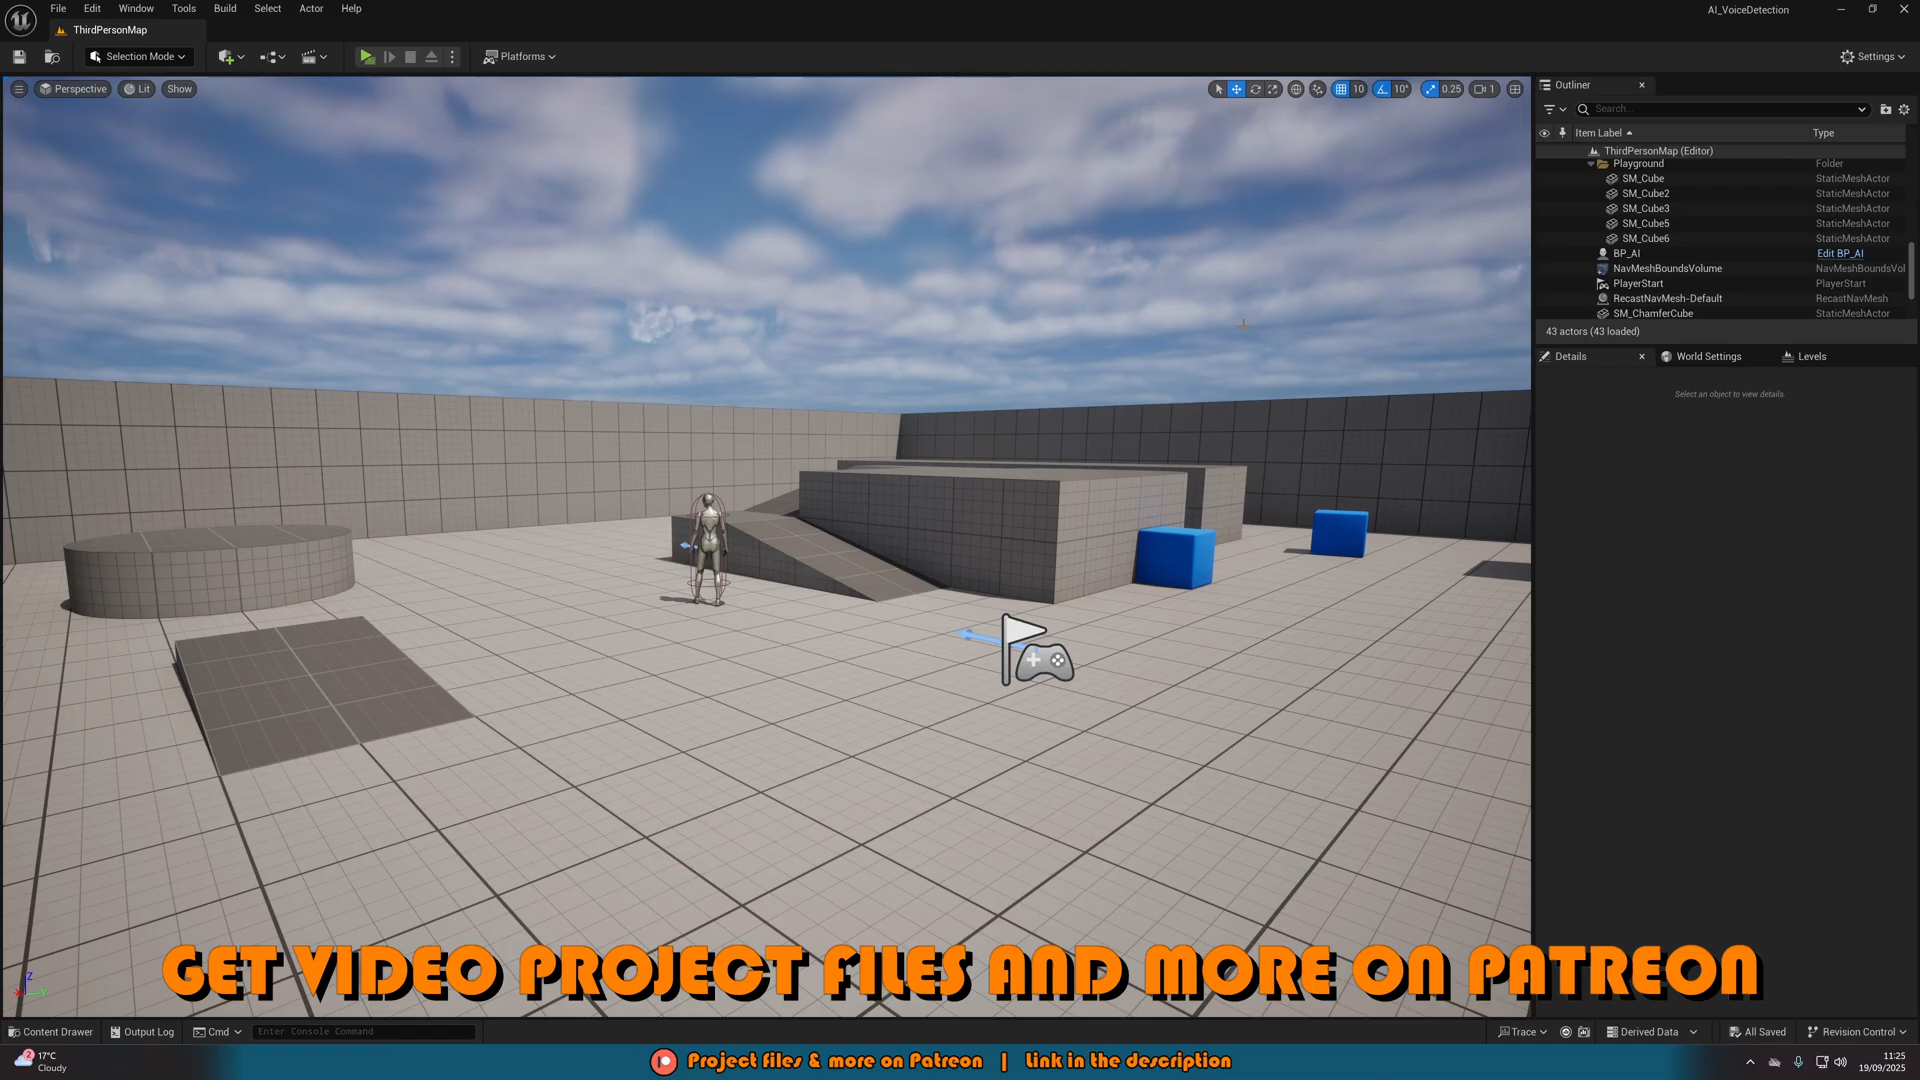 File Edit Window Tools Build Select Actor Help
AI_VoiceDetection
ThirdPersonMap
Selection Mode
Platforms
Settings
Perspective Lit Show
10 10° 0.25 1
Outliner
Search...
Item Label Type
ThirdPersonMap (Editor)
Playground Folder
SM_Cube StaticMeshActor
SM_Cube2 StaticMeshActor
SM_Cube3 StaticMeshActor
SM_Cube5 StaticMeshActor
SM_Cube6 StaticMeshActor
BP_AI Edit BP_AI
NavMeshBoundsVolume NavMeshBoundsVol
PlayerStart PlayerStart
RecastNavMesh-Default RecastNavMesh
SM_ChamferCube StaticMeshActor
43 actors (43 loaded)
Details World Settings Levels
Select an object to view details.
Z
Y
GET VIDEO PROJECT FILES AND MORE ON PATREON
Content Drawer Output Log Cmd Enter Console Command
Trace Derived Data All Saved Revision Control
2
17°C
Cloudy
Project files & more on Patreon | Link in the description
11:25
19/09/2025